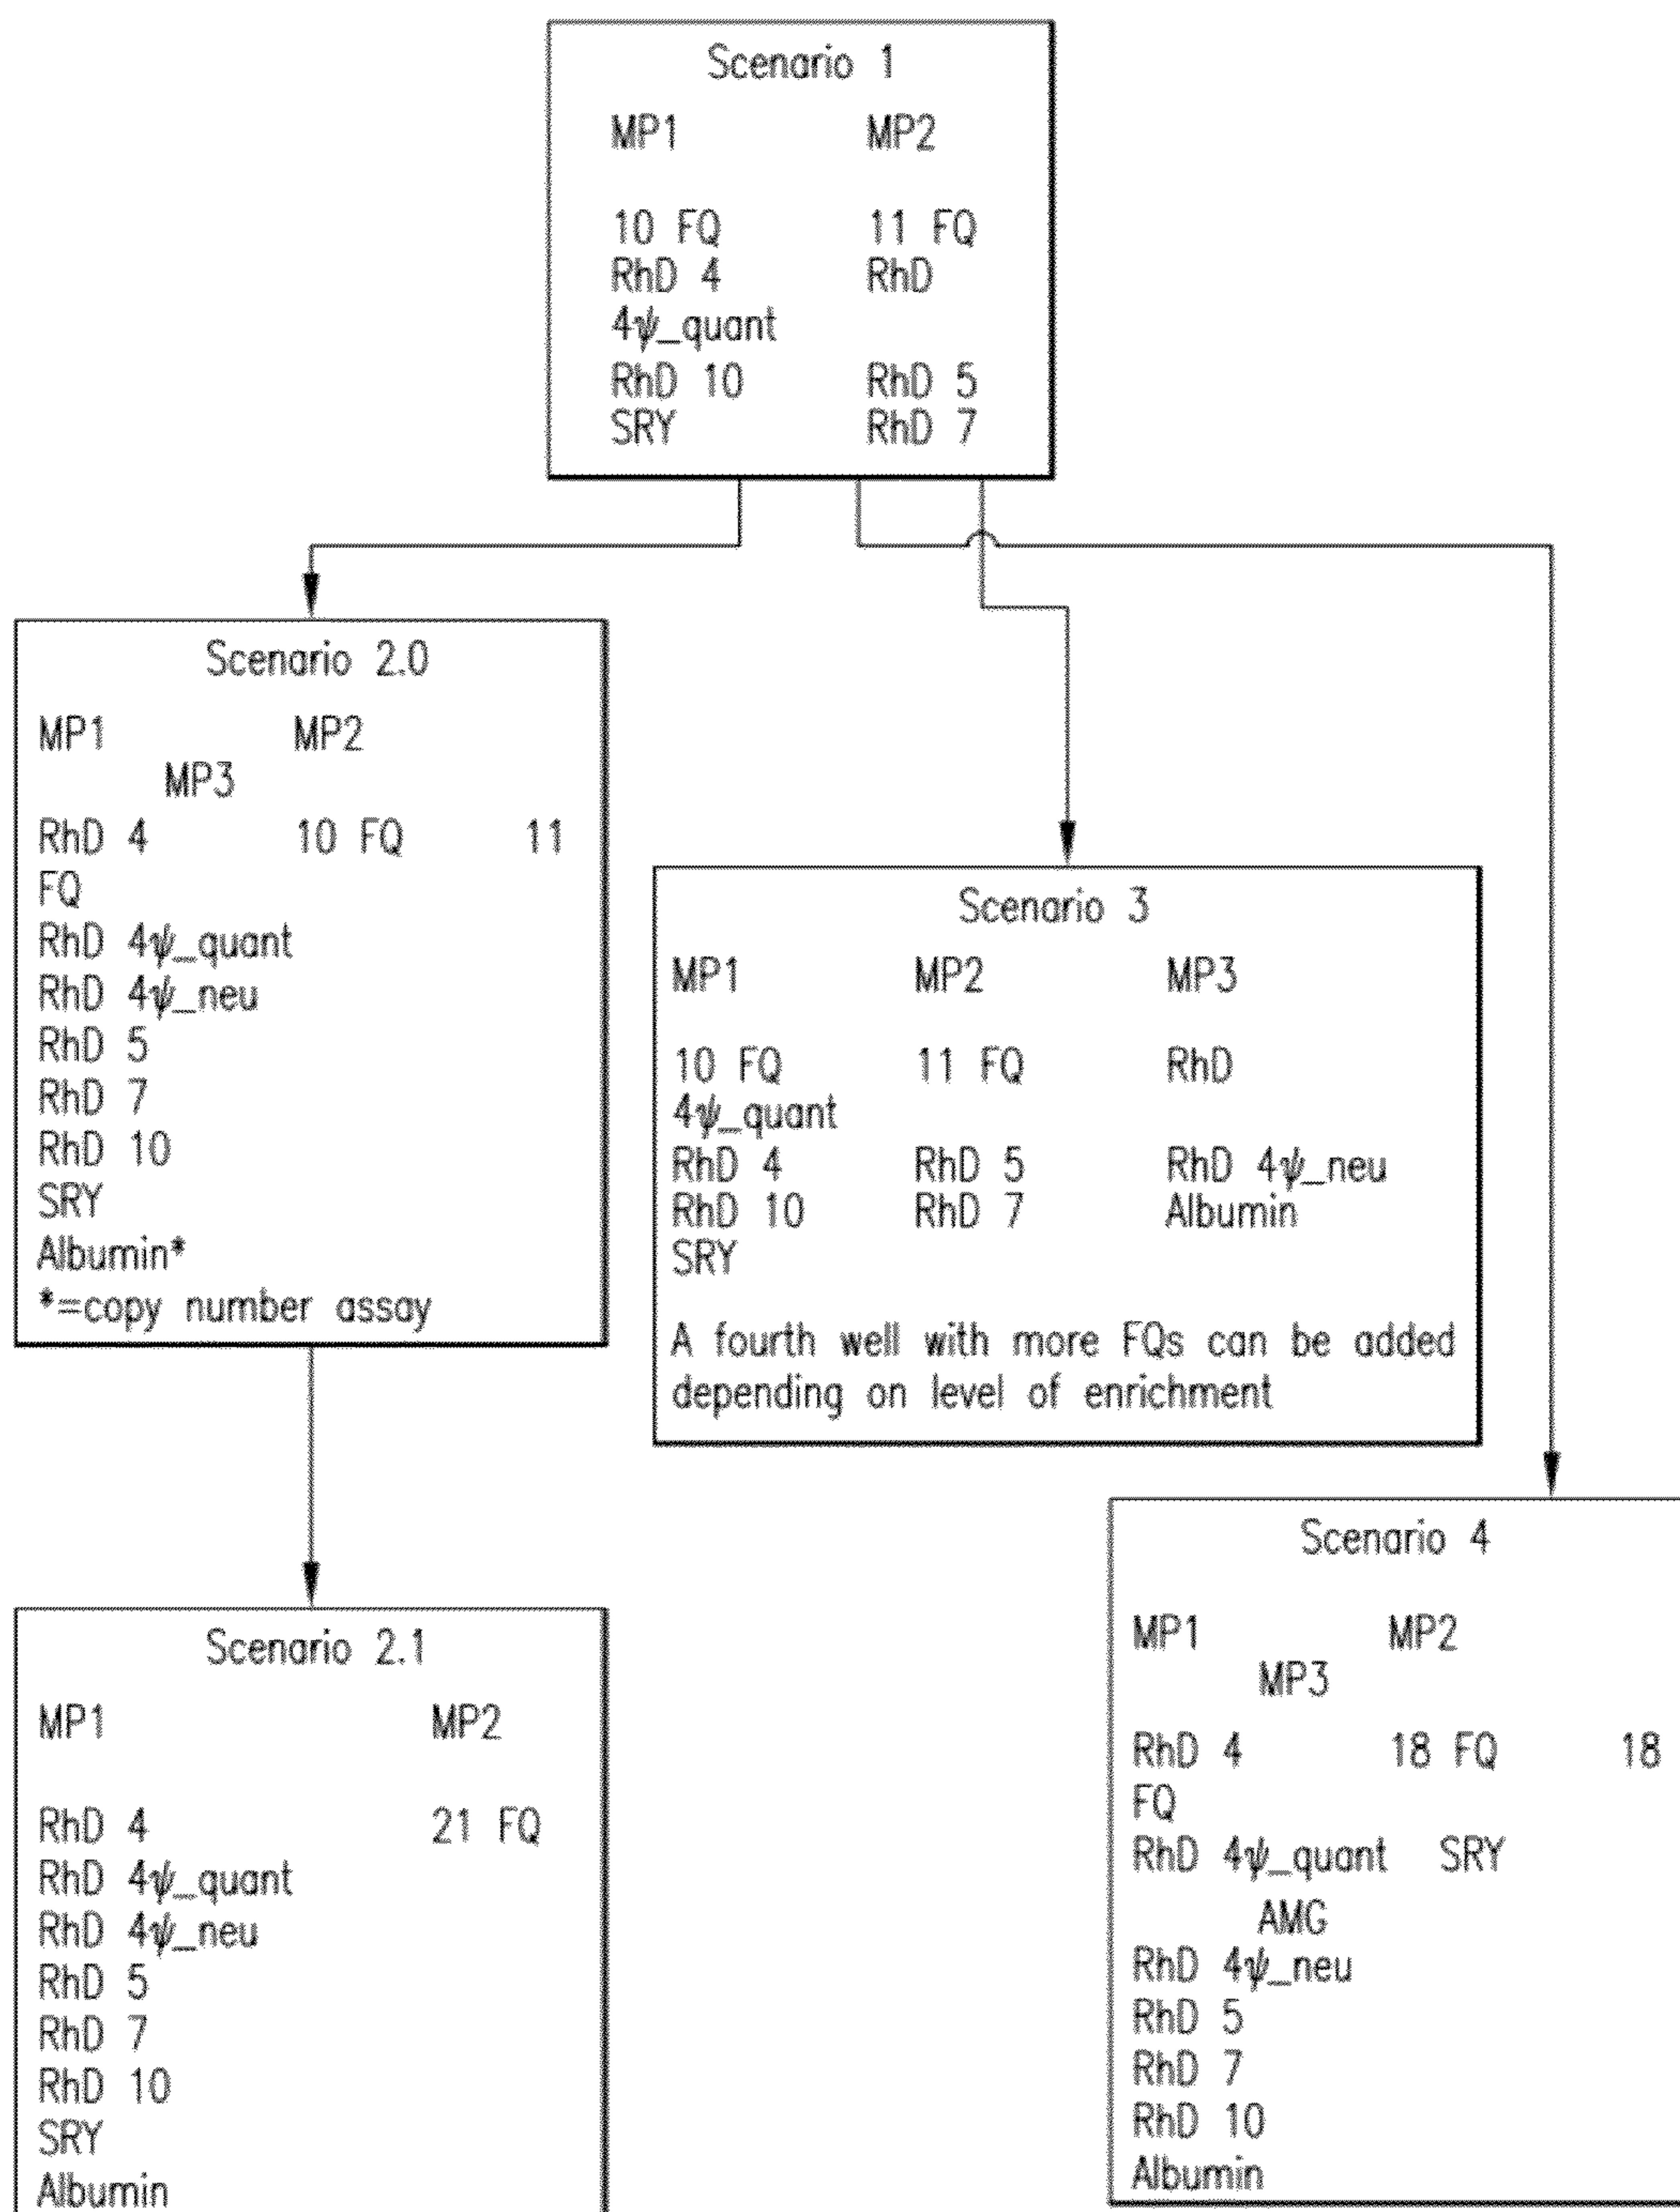 Scenario 1
MP1 MP2
10 FQ 11 FQ
RhD 4 RhD
4ψ_quant
RhD 10 RhD 5
SRY RhD 7
Scenario 2.0
MP1 MP2
MP3
RhD 4 10 FQ 11
FQ
RhD 4ψ_quant
RhD 4ψ_neu
RhD 5
RhD 7
RhD 10
SRY
Albumin*
*=copy number assay
Scenario 3
MP1 MP2 MP3
10 FQ 11 FQ RhD
4ψ_quant
RhD 4 RhD 5 RhD 4ψ_neu
RhD 10 RhD 7 Albumin
SRY
A fourth well with more FQs can be added
depending on level of enrichment
Scenario 2.1
MP1 MP2
RhD 4 21 FQ
RhD 4ψ_quant
RhD 4ψ_neu
RhD 5
RhD 7
RhD 10
SRY
Albumin
Scenario 4
MP1 MP2
MP3
RhD 4 18 FQ 18
FQ
RhD 4ψ_quant SRY
AMG
RhD 4ψ_neu
RhD 5
RhD 7
RhD 10
Albumin